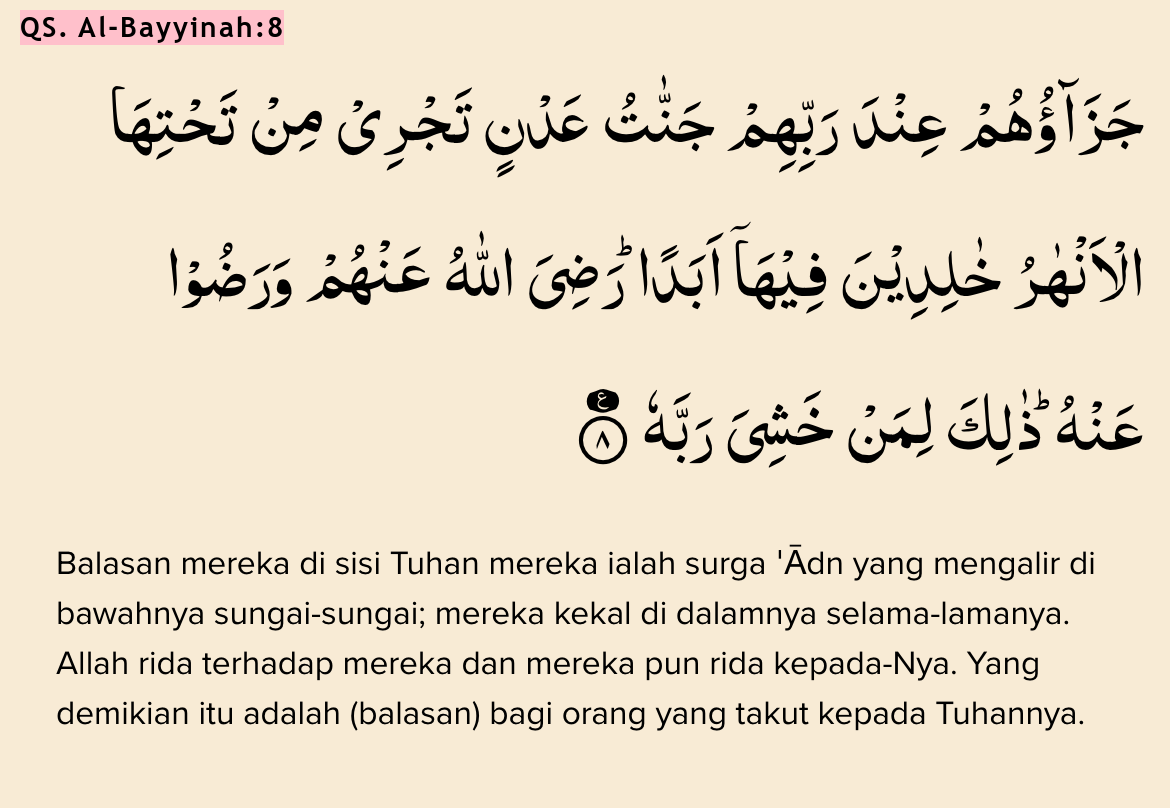 QS. Al-Bayyinah:8
جَزَاۤؤُهُمْ عِنْدَ رَبِّهِمْ جَنّٰتُ عَدْنٍ تَجْرِيْ مِنْ تَحْتِهَا
الْاَنْهٰرُ خٰلِدِيْنَ فِيْهَآ اَبَدًا ۗرَضِيَ اللّٰهُ عَنْهُمْ وَرَضُوْا
عَنْهُ ۗذٰلِكَ لِمَنْ خَشِيَ رَبَّهٗ ࣖ ٨
Balasan mereka di sisi Tuhan mereka ialah surga 'Ādn yang mengalir di
bawahnya sungai-sungai; mereka kekal di dalamnya selama-lamanya.
Allah rida terhadap mereka dan mereka pun rida kepada-Nya. Yang
demikian itu adalah (balasan) bagi orang yang takut kepada Tuhannya.